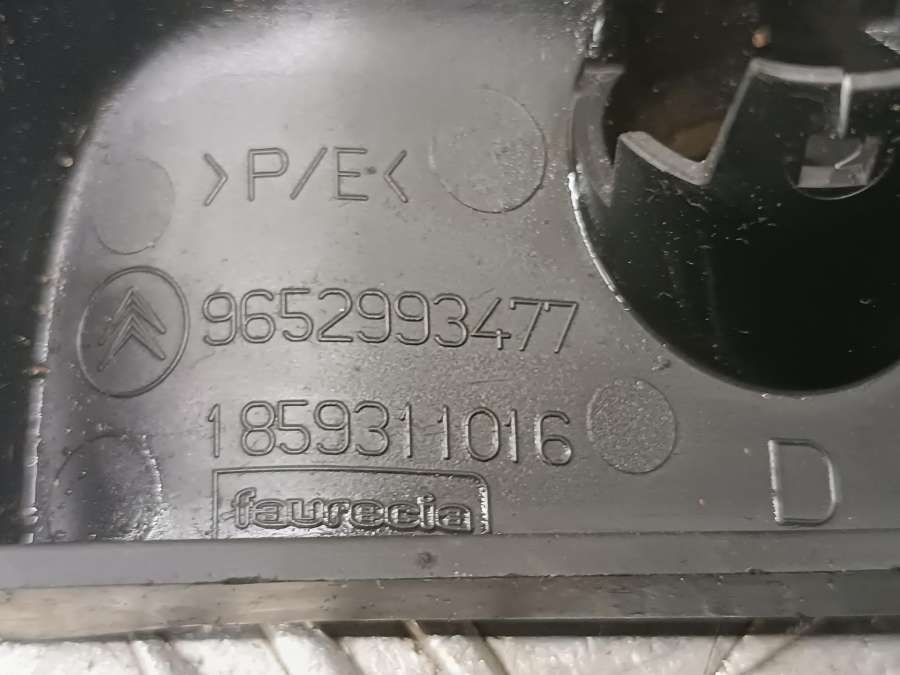 >P/E<
9652993477
1859311016
faurecia
D